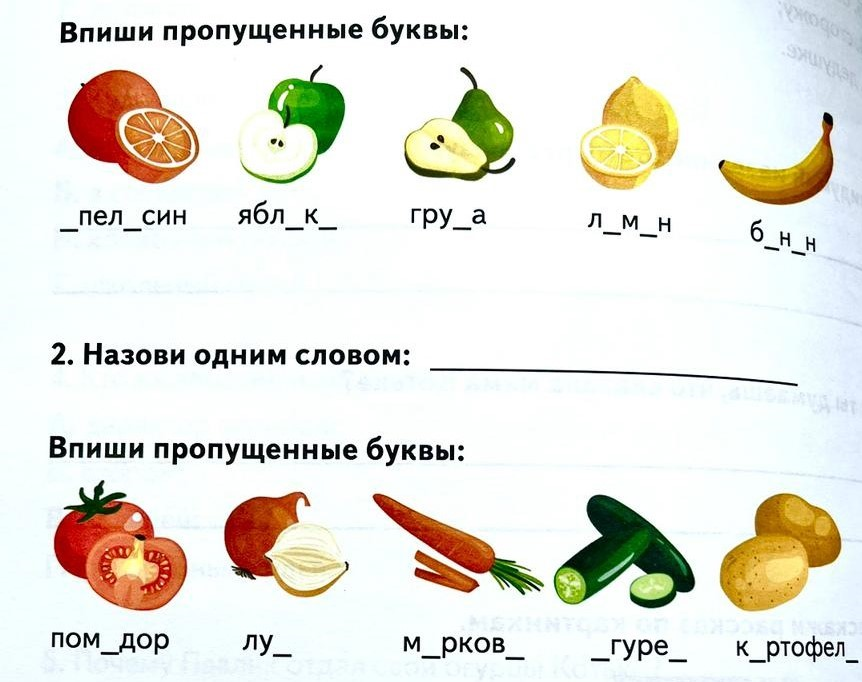 Впиши пропущенные буквы:
_пел_син ябл_к_ гру_а л_м_н б_н_н
2. Назови одним словом:
Впиши пропущенные буквы:
пом_дор лу_ м_рков_ _гуре_ к_ртофел_